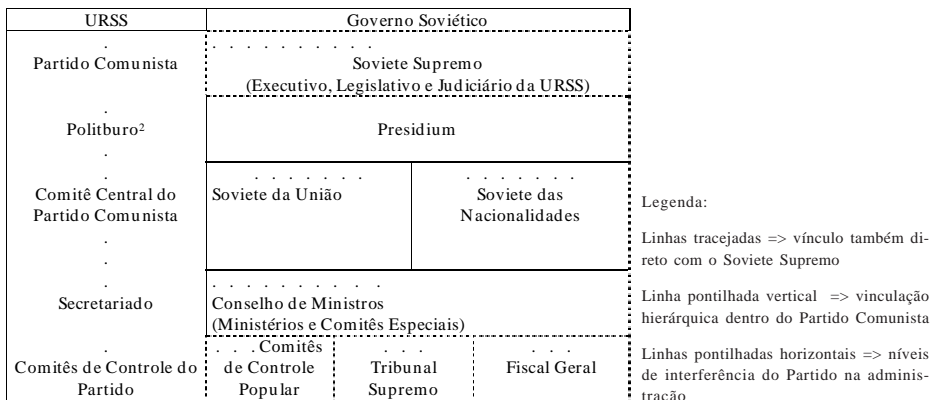 URSS
Governo Soviético
Partido Comunista
Soviete Supremo
(Executivo, Legislativo e Judiciário da URSS)
Politburo²
Presidium
Comitê Central do
Partido Comunista
Soviete da União
Soviete das
Nacionalidades
Secretariado
Conselho de Ministros
(Ministérios e Comitês Especiais)
Comitês de Controle do
Partido
Comitês
de Controle
Popular
Tribunal
Supremo
Fiscal Geral
Legenda:
Linhas tracejadas => vínculo também di-
reto com o Soviete Supremo
Linha pontilhada vertical => vinculação
hierárquica dentro do Partido Comunista
Linhas pontilhadas horizontais => níveis
de interferência do Partido na adminis-
tração